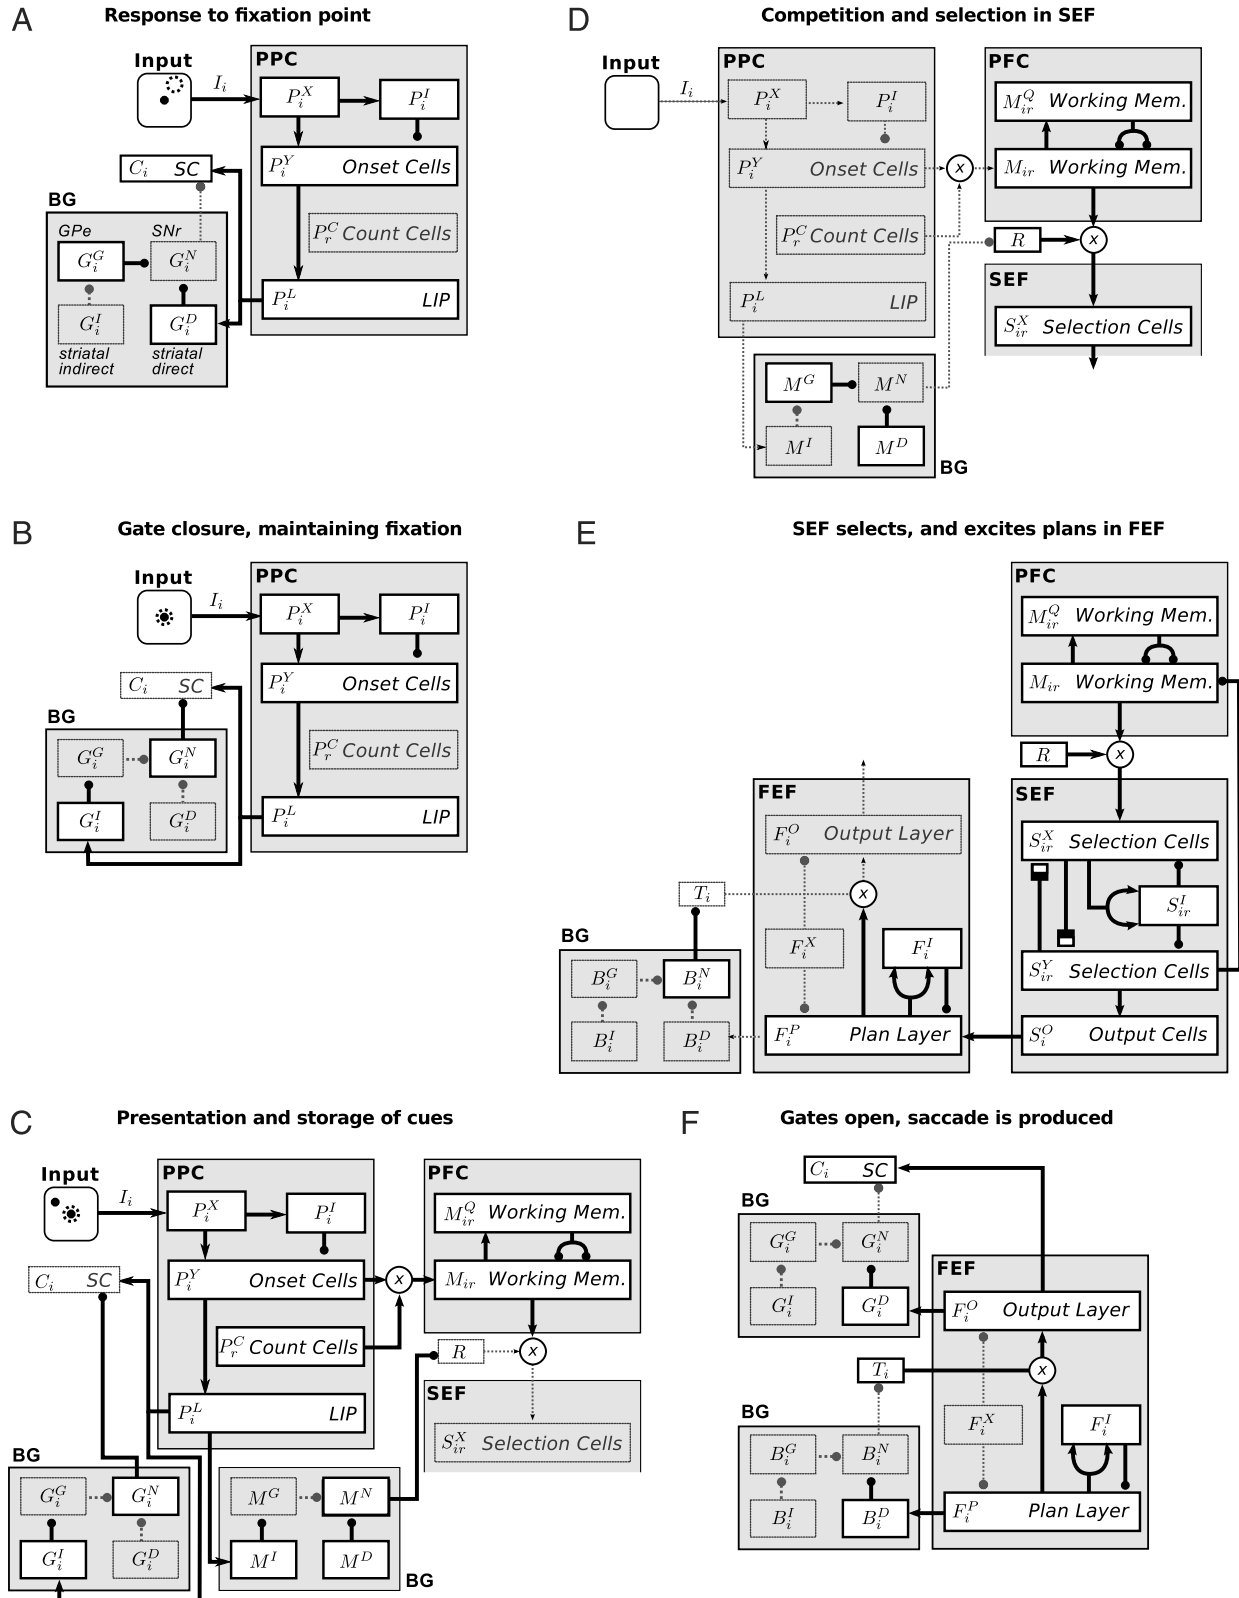 A
Response to fixation point
Input
I_i
PPC
P_i^X
P_i^I
P_i^Y Onset Cells
C_i SC
BG
P_r^C Count Cells
GPe
SNr
G_i^G
G_i^N
P_i^L LIP
G_i^I
G_i^D
striatal indirect
striatal direct
B
Gate closure, maintaining fixation
Input
I_i
PPC
P_i^X
P_i^I
P_i^Y Onset Cells
C_i SC
BG
P_r^C Count Cells
G_i^G
G_i^N
P_i^L LIP
G_i^I
G_i^D
C
Presentation and storage of cues
Input
I_i
PPC
P_i^X
P_i^I
P_i^Y Onset Cells
x
C_i SC
P_r^C Count Cells
P_i^L LIP
PFC
M_ir^Q Working Mem.
M_ir Working Mem.
R
x
SEF
S_ir^X Selection Cells
BG
G_i^G
G_i^N
G_i^I
G_i^D
M^G
M^N
M^I
M^D
BG
D
Competition and selection in SEF
Input
I_i
PPC
P_i^X
P_i^I
P_i^Y Onset Cells
x
P_r^C Count Cells
P_i^L LIP
PFC
M_ir^Q Working Mem.
M_ir Working Mem.
R
x
SEF
S_ir^X Selection Cells
M^G
M^N
M^I
M^D
BG
E
SEF selects, and excites plans in FEF
PFC
M_ir^Q Working Mem.
M_ir Working Mem.
R
x
SEF
S_ir^X Selection Cells
S_ir^I
S_ir^Y Selection Cells
S_i^O Output Cells
FEF
F_i^O Output Layer
T_i
x
F_i^X
F_i^I
F_i^P Plan Layer
BG
B_i^G
B_i^N
B_i^I
B_i^D
F
Gates open, saccade is produced
C_i SC
BG
G_i^G
G_i^N
G_i^I
G_i^D
FEF
F_i^O Output Layer
T_i
x
F_i^X
F_i^I
F_i^P Plan Layer
BG
B_i^G
B_i^N
B_i^I
B_i^D